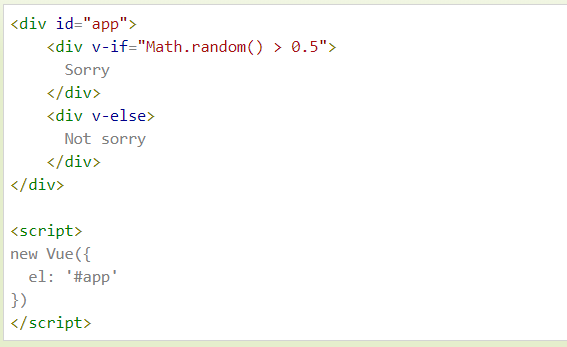 <div id="app">
    <div v-if="Math.random() > 0.5">
      Sorry
    </div>
    <div v-else>
      Not sorry
    </div>
</div>

<script>
new Vue({
  el: '#app'
})
</script>